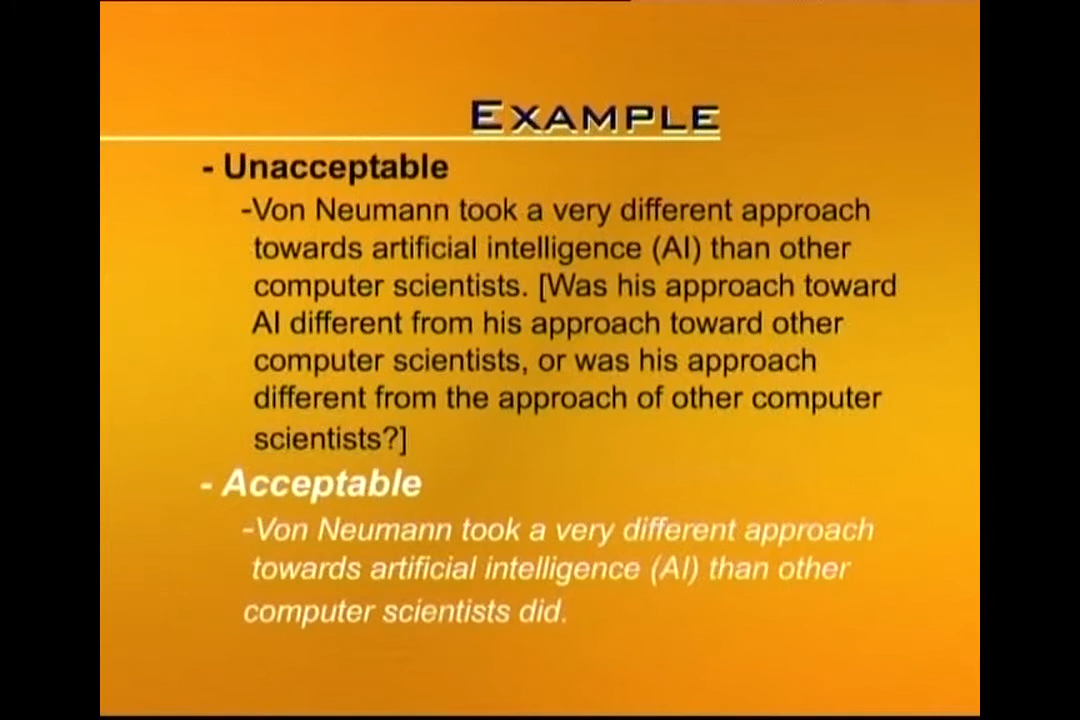 EXAMPLE
- Unacceptable
-Von Neumann took a very different approach
towards artificial intelligence (AI) than other
computer scientists. [Was his approach toward
AI different from his approach toward other
computer scientists, or was his approach
different from the approach of other computer
scientists?]
- Acceptable
-Von Neumann took a very different approach
towards artificial intelligence (AI) than other
computer scientists did.